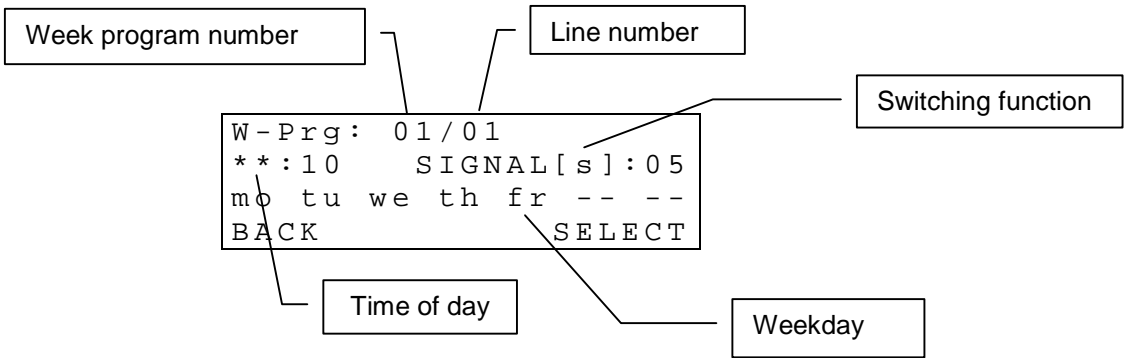 Week program number
Line number
Switching function
W-Prg: 01/01
**:10 SIGNAL[s]:05
mo tu we th fr -- --
BACK SELECT
Time of day
Weekday